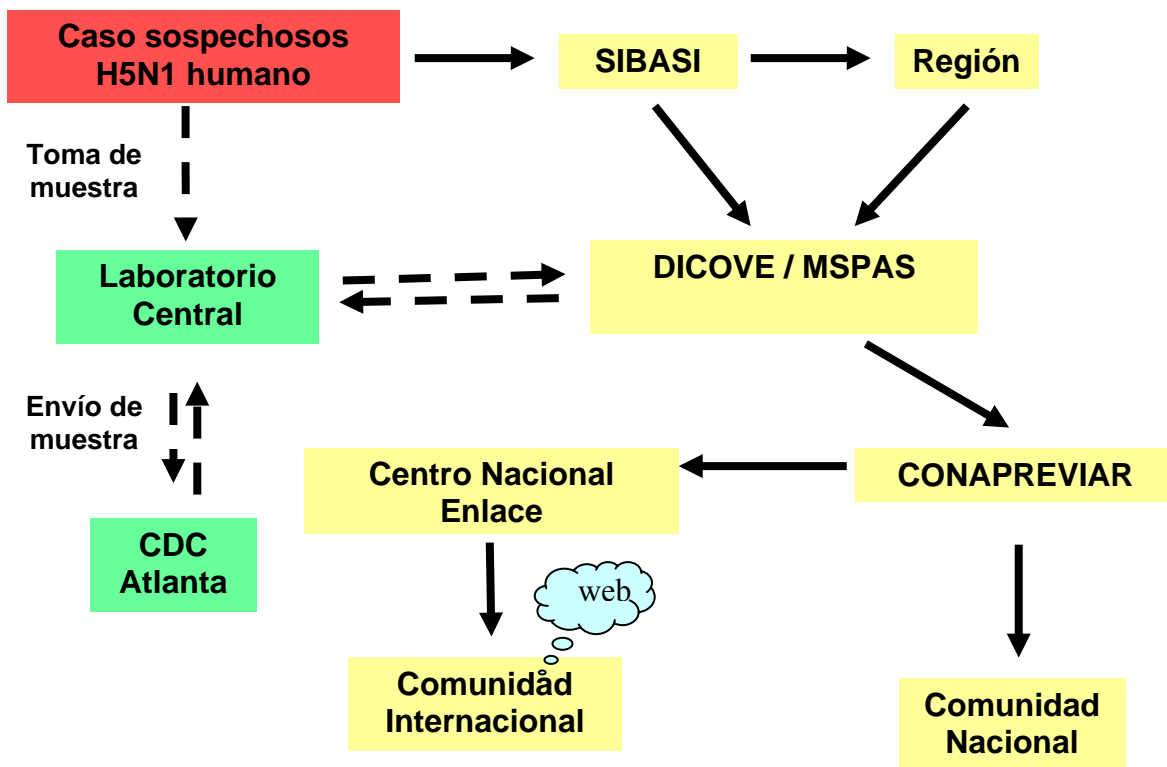 Caso sospechosos
H5N1 humano
SIBASI
Región
Toma de
muestra
Laboratorio
Central
DICOVE / MSPAS
Envío de
muestra
Centro Nacional
Enlace
CONAPREVIAR
CDC
Atlanta
web
Comunidad
Internacional
Comunidad
Nacional